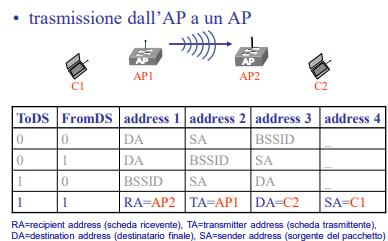 • trasmissione dall'AP a un AP
AP AP
C1 AP1 AP2 C2
ToDS FromDS address 1 address 2 address 3 address 4
0 0 DA SA BSSID _
0 1 DA BSSID SA _
1 0 BSSID SA DA _
1 1 RA=AP2 TA=AP1 DA=C2 SA=C1
RA=recipient address (scheda ricevente), TA=transmitter address (scheda trasmittente),
DA=destination address (destinatario finale), SA=sender address (sorgente del pacchetto)